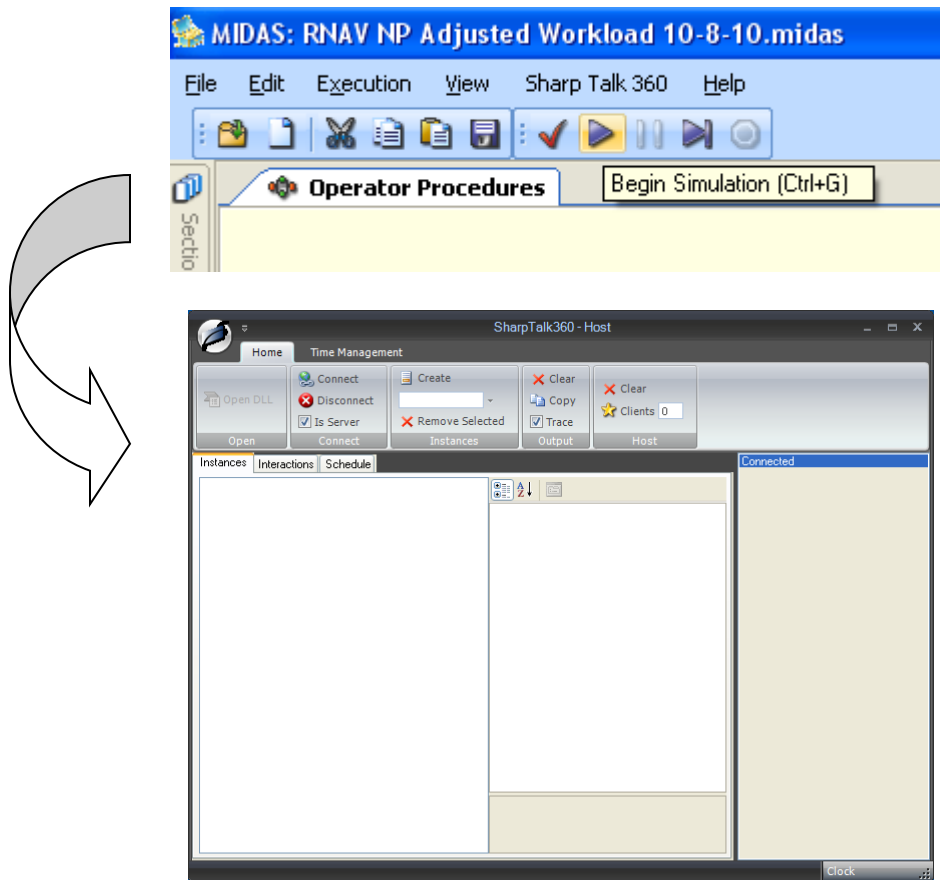 MIDAS: RNAV NP Adjusted Workload 10-8-10.midas
File Edit Execution View Sharp Talk 360 Help
Operator Procedures
Begin Simulation (Ctrl+G)
Sectio
SharpTalk360 - Host
Home Time Management
Open DLL
Open
Connect
Disconnect
Is Server
Connect
Create
Remove Selected
Instances
Clear
Copy
Trace
Output
Clear
Clients 0
Host
Instances Interactions Schedule
Connected
Clock